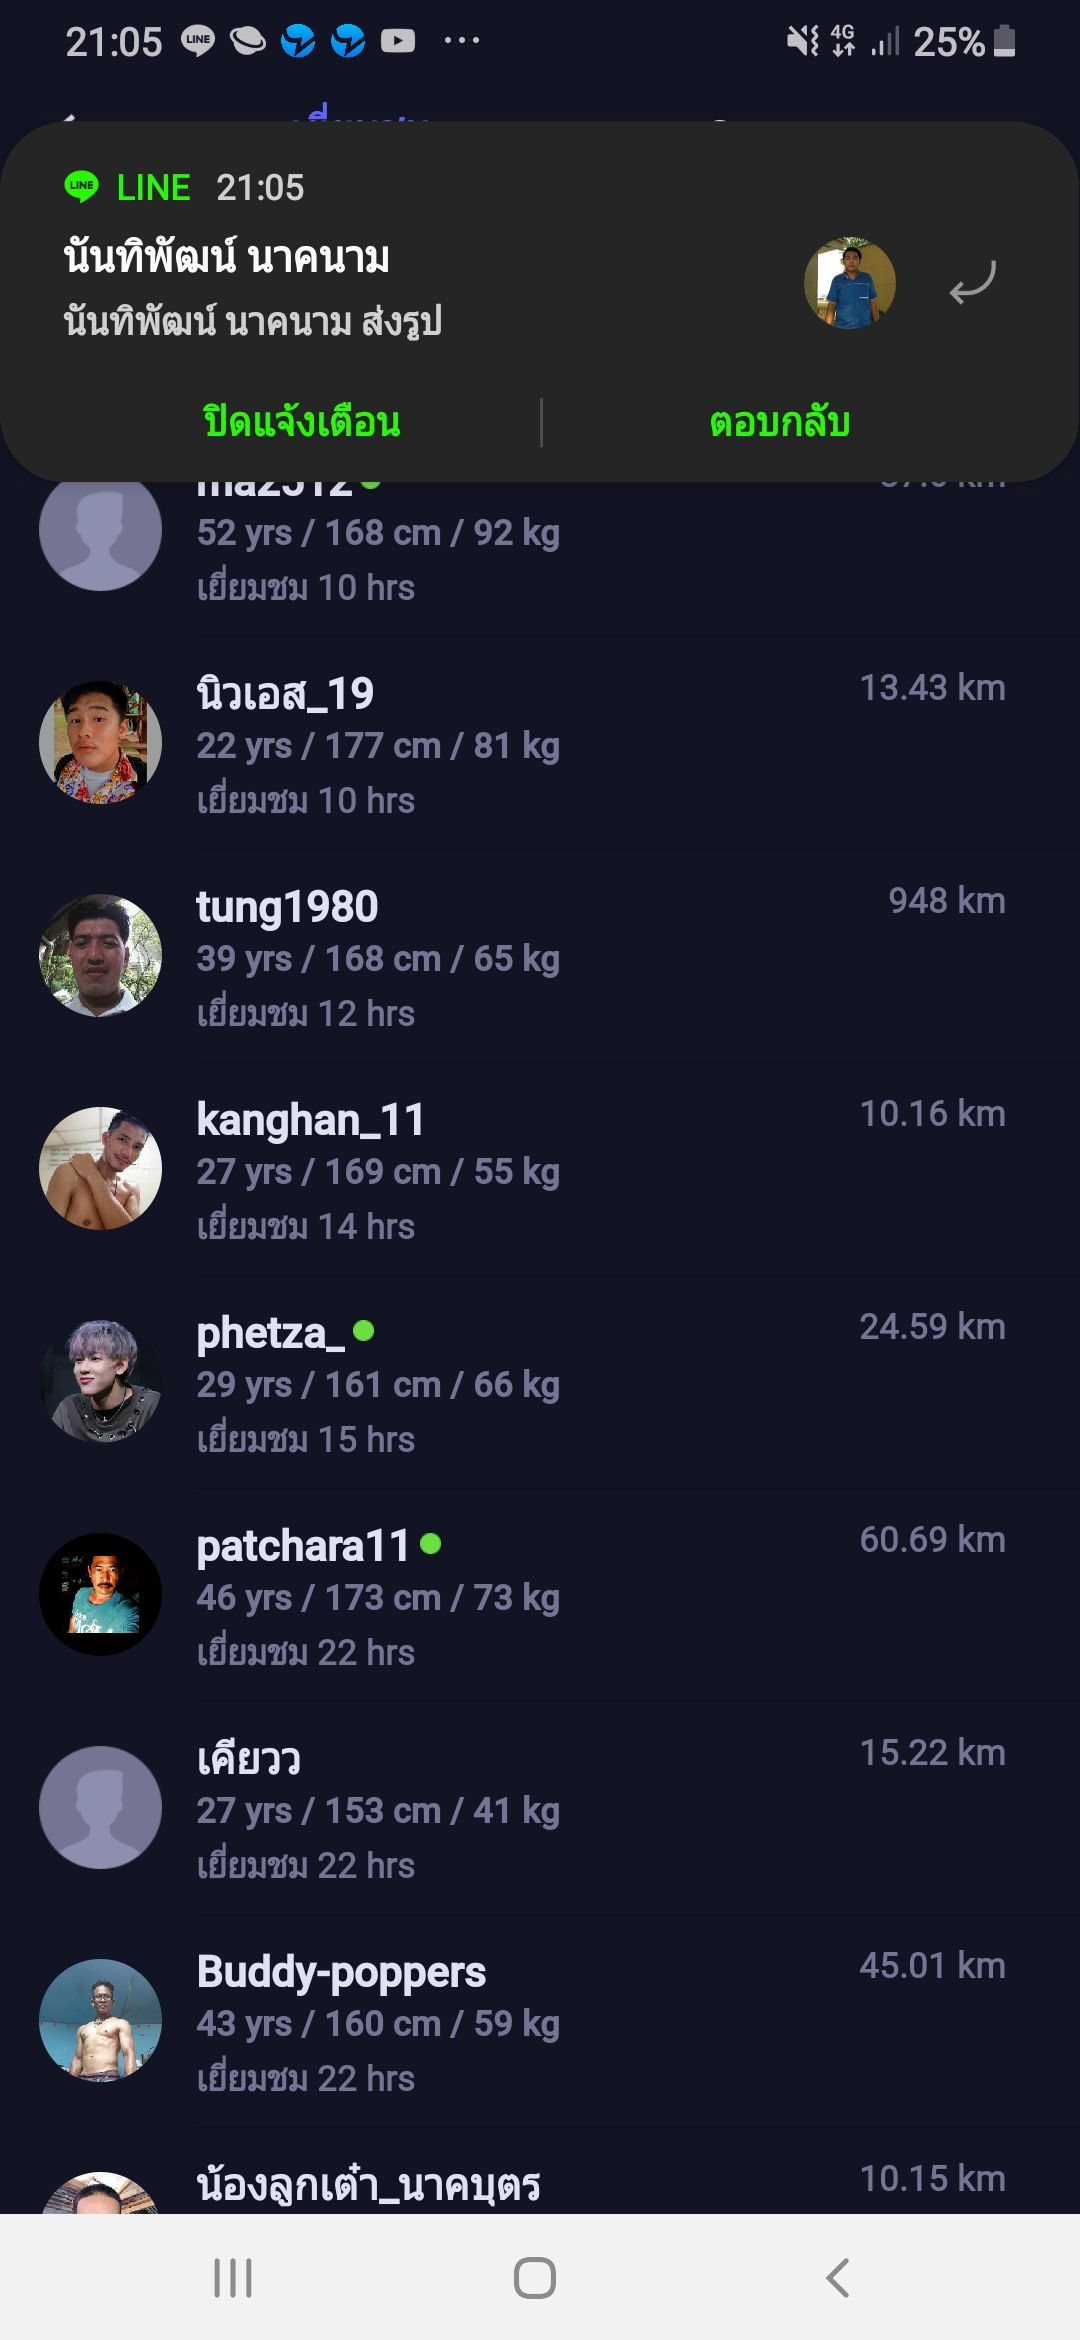 21:05
4G
25%
LINE 21:05
นันทิพัฒน์ นาคนาม
นันทิพัฒน์ นาคนาม ส่งรูป
ปิดแจ้งเตือน
ตอบกลับ
52 yrs / 168 cm / 92 kg
เยี่ยมชม 10 hrs
นิวเอส_19
13.43 km
22 yrs / 177 cm / 81 kg
เยี่ยมชม 10 hrs
tung1980
948 km
39 yrs / 168 cm / 65 kg
เยี่ยมชม 12 hrs
kanghan_11
10.16 km
27 yrs / 169 cm / 55 kg
เยี่ยมชม 14 hrs
phetza_
24.59 km
29 yrs / 161 cm / 66 kg
เยี่ยมชม 15 hrs
patchara11
60.69 km
46 yrs / 173 cm / 73 kg
เยี่ยมชม 22 hrs
เคียวว
15.22 km
27 yrs / 153 cm / 41 kg
เยี่ยมชม 22 hrs
Buddy-poppers
45.01 km
43 yrs / 160 cm / 59 kg
เยี่ยมชม 22 hrs
น้องลูกเต๋า_นาคบุตร
10.15 km